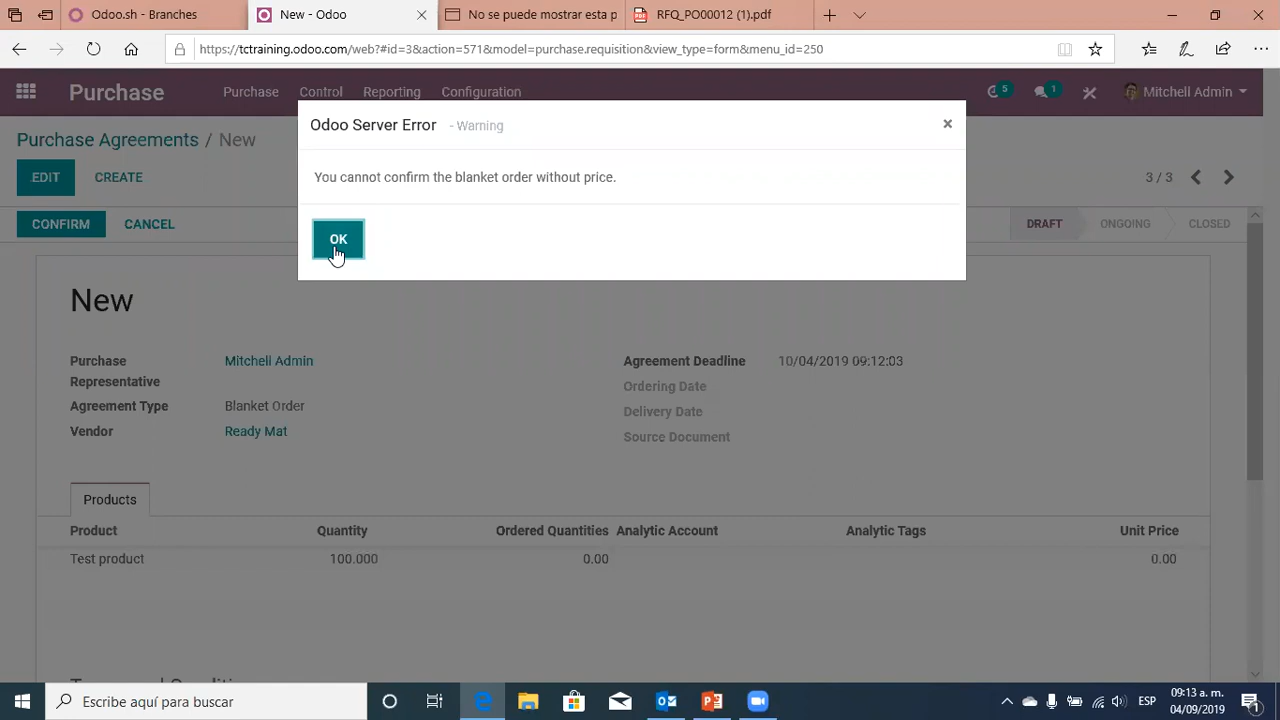 Odoo.sh - Branches
New - Odoo
No se puede mostrar esta p
RFQ_PO00012 (1).pdf
https://tctraining.odoo.com/web?#id=3&action=571&model=purchase.requisition&view_type=form&menu_id=250
Purchase
Purchase
Control
Reporting
Configuration
5
1
Mitchell Admin
Odoo Server Error - Warning
×
Purchase Agreements / New
EDIT
CREATE
You cannot confirm the blanket order without price.
3 / 3
CONFIRM
CANCEL
OK
DRAFT
ONGOING
CLOSED
New
Purchase Representative
Mitchell Admin
Agreement Deadline
10/04/2019 09:12:03
Ordering Date
Agreement Type
Blanket Order
Delivery Date
Vendor
Ready Mat
Source Document
Products
Product
Quantity
Ordered Quantities
Analytic Account
Analytic Tags
Unit Price
Test product
100.000
0.00
0.00
Escribe aquí para buscar
ESP
09:13 a. m.
04/09/2019
1